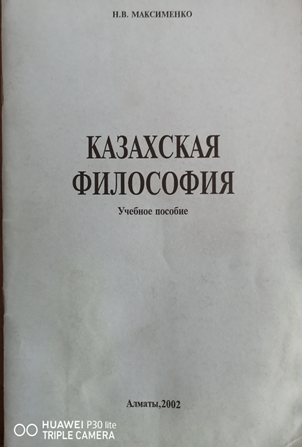 Н.В. МАКСИМЕНКО
КАЗАХСКАЯ
ФИЛОСОФИЯ
Учебное пособие
Алматы,2002
HUAWEI P30 lite
TRIPLE CAMERA